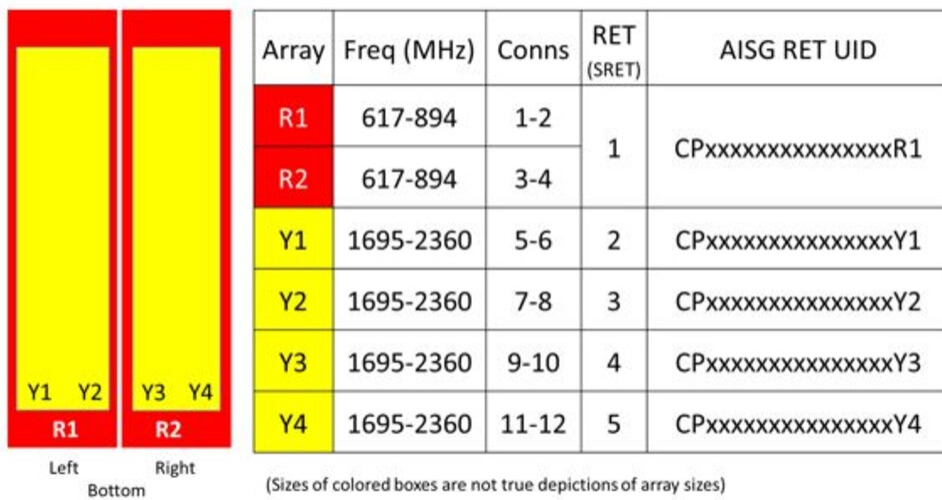 Y1 Y2 Y3 Y4
R1 R2
Left Right
Bottom
Array Freq (MHz) Conns RET (SRET) AISG RET UID
R1 617-894 1-2 1 CPxxxxxxxxxxxxxxxR1
R2 617-894 3-4
Y1 1695-2360 5-6 2 CPxxxxxxxxxxxxxxxY1
Y2 1695-2360 7-8 3 CPxxxxxxxxxxxxxxxY2
Y3 1695-2360 9-10 4 CPxxxxxxxxxxxxxxxY3
Y4 1695-2360 11-12 5 CPxxxxxxxxxxxxxxxY4
(Sizes of colored boxes are not true depictions of array sizes)